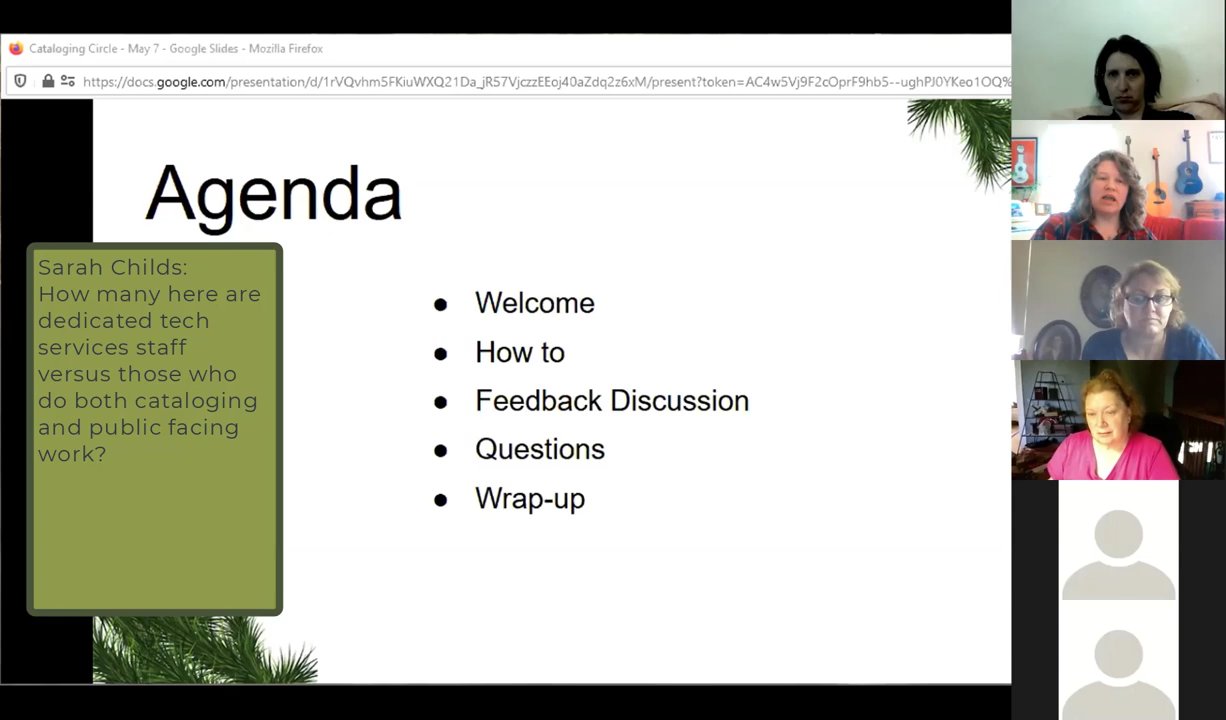 Cataloging Circle - May 7 - Google Slides - Mozilla Firefox
https://docs.google.com/presentation/d/1rVQvhm5FKiuWXQ21Da_jR57VjczzEEoj40aZdq2z6xM/present?token=AC4w5Vj9F2cOprF9hb5--ughPJ0YKeo1OQ%
Agenda
Sarah Childs:
How many here are
dedicated tech
services staff
versus those who
do both cataloging
and public facing
work?
● Welcome
● How to
● Feedback Discussion
● Questions
● Wrap-up